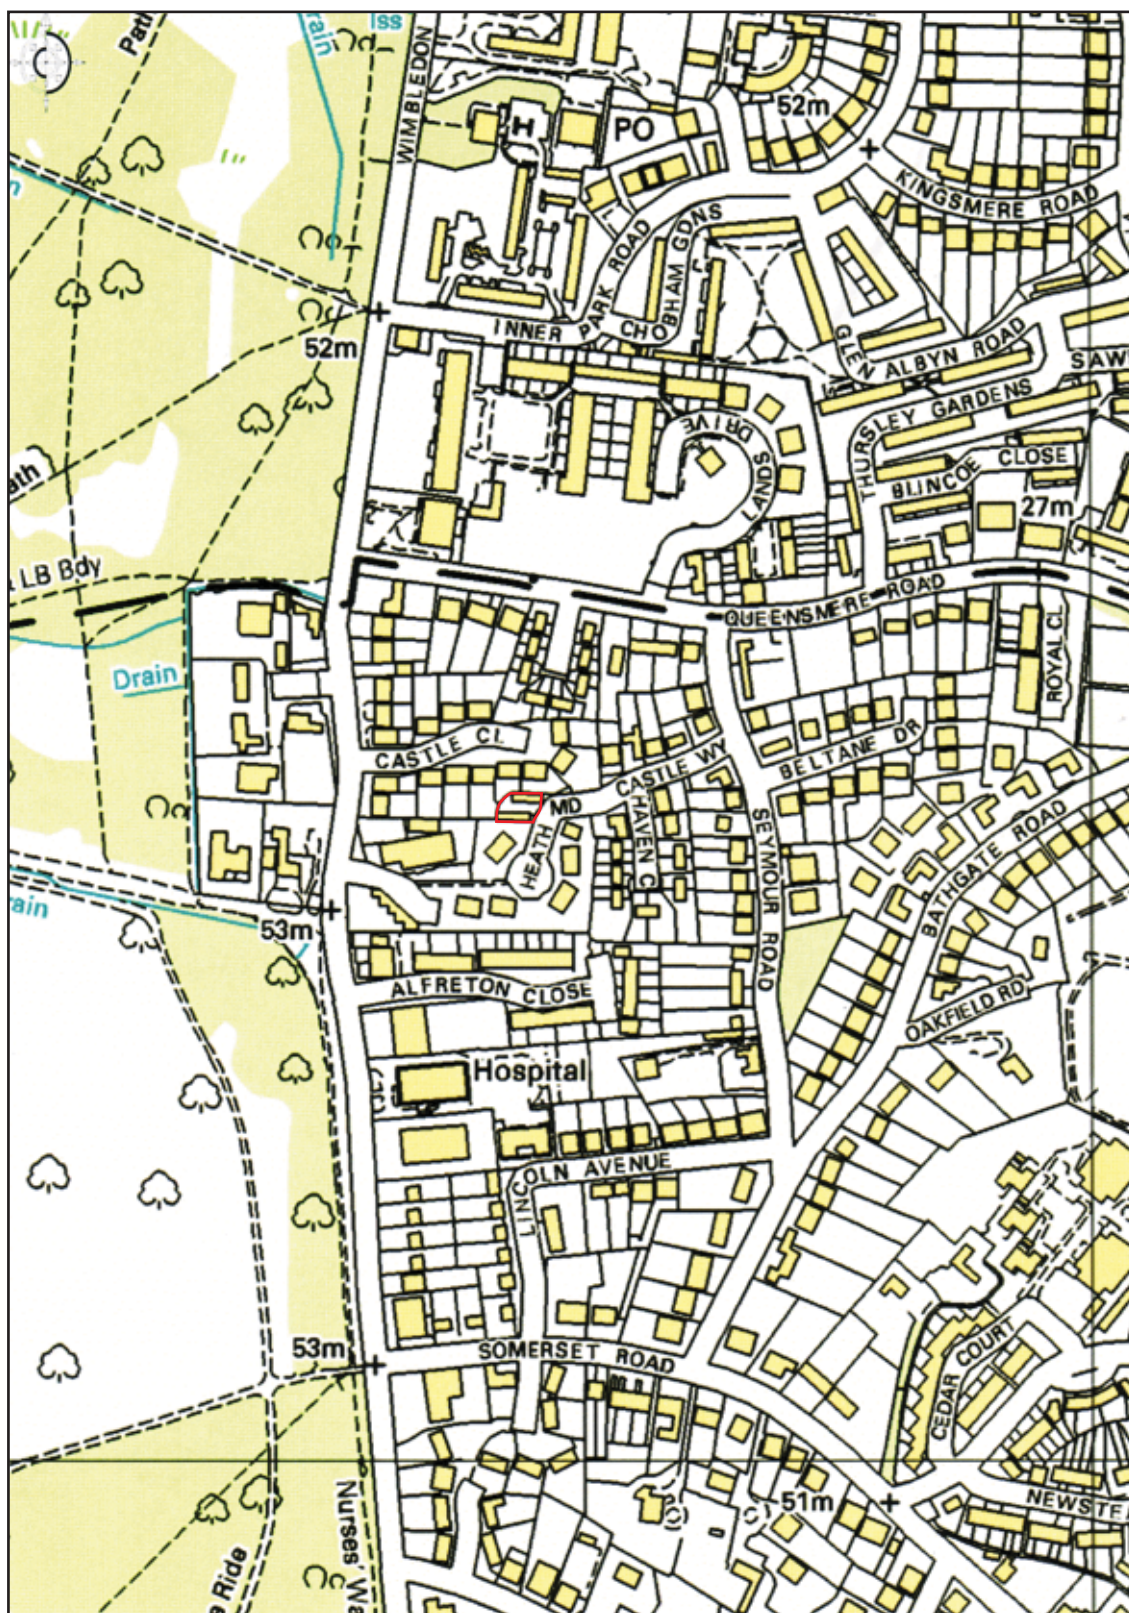 Path
rain
Iss
WIMBLEDON
H
PO
52m
KINGSMERE ROAD
INNER PARK ROAD
CHOBHAM GDNS
52m
GLEN ALBYN ROAD
SAW
THURSLEY GARDENS
LANDS DRIVE
BLINCOE CLOSE
27m
ath
LB Bdy
QUEENSMERE ROAD
ROYAL CL
Drain
CASTLE CL
CASTLE WY
BELTANE DR
HEATH MD
HAVEN C
SEYMOUR ROAD
BATHGATE ROAD
rain
53m
ALFRETON CLOSE
OAKFIELD RD
Hospital
LINCOLN AVENUE
53m
SOMERSET ROAD
CEDAR COURT
51m
NEWSTE
Nurses' Wa
e Ride